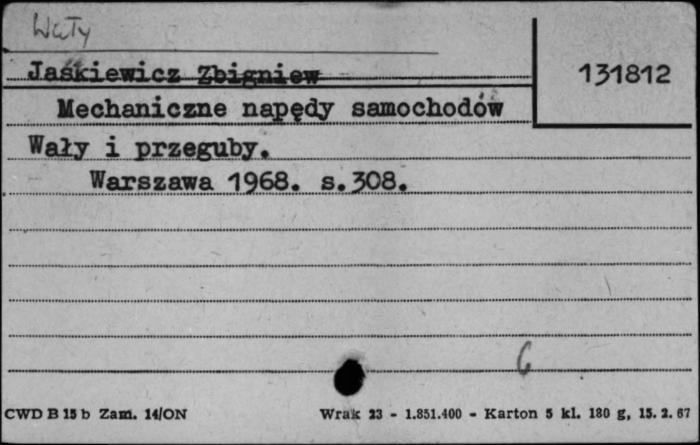 Wały
131812
Jaśkiewicz Zbigniew
Mechaniczne napędy samochodów
Wały i przeguby.
Warszawa 1968. s.308.
6
CWD B 15 b Zam. 14/ON Wrak 23 - 1.851.400 - Karton 5 kl. 180 g, 15. 2. 67